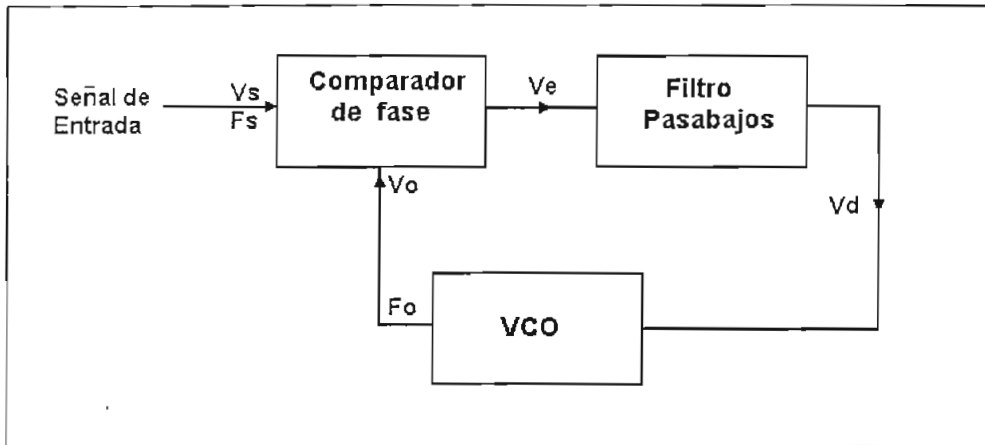 Señal de
Entrada
Vs
Fs
Comparador
de fase
Ve
Filtro
Pasabajos
Vd
Vo
Fo
VCO